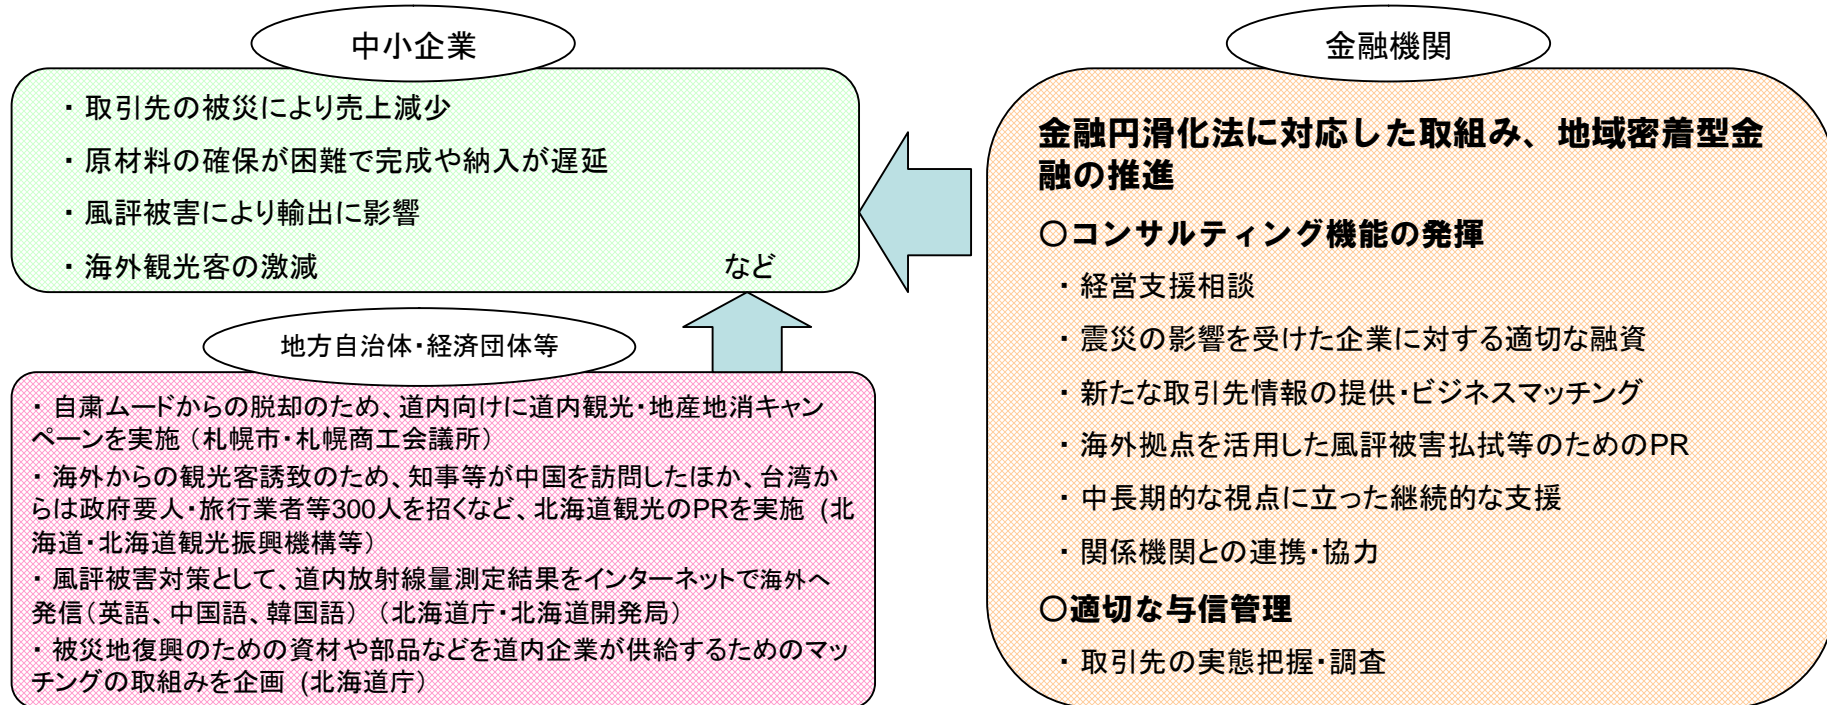 中小企業
・ 取引先の被災により売上減少
・ 原材料の確保が困難で完成や納入が遅延
・ 風評被害により輸出に影響
・ 海外観光客の激減 など
地方自治体・経済団体等
・ 自粛ムードからの脱却のため、道内向けに道内観光・地産地消キャン
ペーンを実施（札幌市・札幌商工会議所）
・ 海外からの観光客誘致のため、知事等が中国を訪問したほか、台湾か
らは政府要人・旅行業者等300人を招くなど、北海道観光のPRを実施 (北
海道・北海道観光振興機構等）
・ 風評被害対策として、道内放射線量測定結果をインターネットで海外へ
発信（英語、中国語、韓国語）（北海道庁・北海道開発局）
・ 被災地復興のための資材や部品などを道内企業が供給するためのマッ
チングの取組みを企画 (北海道庁）
金融機関
金融円滑化法に対応した取組み、地域密着型金
融の推進
○コンサルティング機能の発揮
・ 経営支援相談
・ 震災の影響を受けた企業に対する適切な融資
・ 新たな取引先情報の提供・ビジネスマッチング
・ 海外拠点を活用した風評被害払拭等のためのPR
・ 中長期的な視点に立った継続的な支援
・ 関係機関との連携・協力
○適切な与信管理
・ 取引先の実態把握・調査